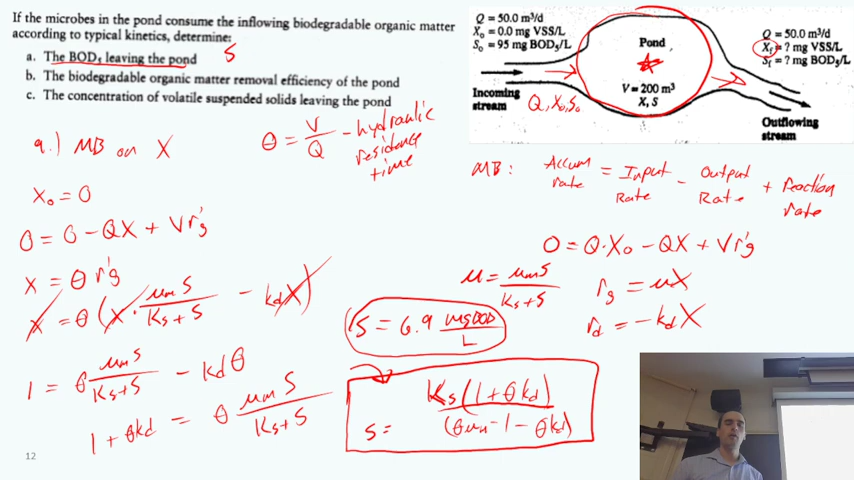 If the microbes in the pond consume the inflowing biodegradable organic matter
according to typical kinetics, determine:
a. The BOD₅ leaving the pond S
b. The biodegradable organic matter removal efficiency of the pond
c. The concentration of volatile suspended solids leaving the pond
Q = 50.0 m³/d
X₀ = 0.0 mg VSS/L
S₀ = 95 mg BOD₅/L
Pond
V = 200 m³
X, S
Q = 50.0 m³/d
X_f = ? mg VSS/L
S_f = ? mg BOD₅/L
Incoming
stream
Q, X₀, S₀
Outflowing
stream
a.) MB on X
θ = V/Q – hydraulic
residence
time
X₀ = 0
0 = 0 – QX + Vr'g
X = θ r'g
X = θ (X · μmS/(Ks+S) – kdX)
1 = θ μmS/(Ks+S) – kdθ
1 + θkd = θ μmS/(Ks+S)
MB: Accum rate = Input Rate – Output Rate + reaction rate
0 = Q·X₀ – QX + Vr'g
μ = μmS/(Ks+S)
rg = μX
rd = –kdX
S = 6.9 mg BOD/L
S = Ks(1+θkd)/(θμm–1–θkd)
12